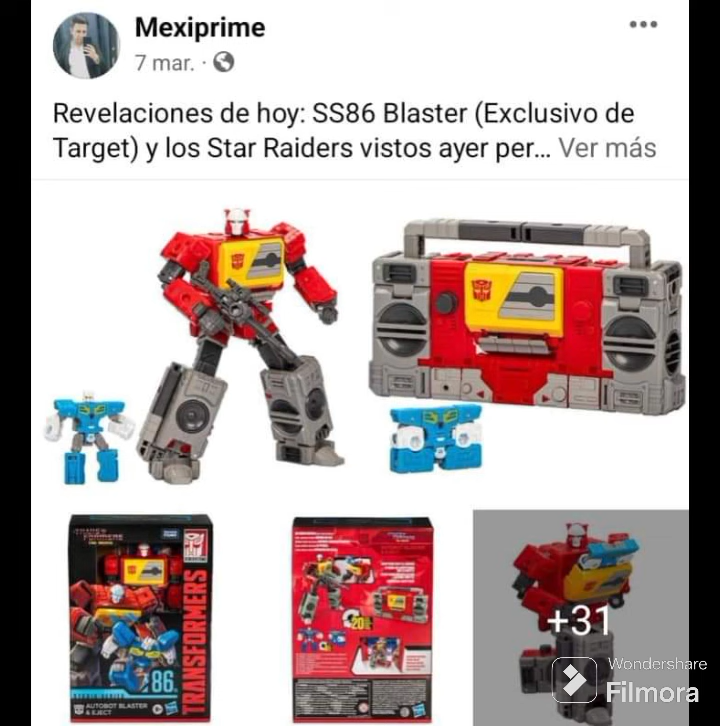 Mexiprime
7 mar.
Revelaciones de hoy: SS86 Blaster (Exclusivo de
Target) y los Star Raiders vistos ayer per... Ver más
TRANSFORMERS
86
AUTOBOT BLASTER
& EJECT
20
+31
Wondershare
Filmora